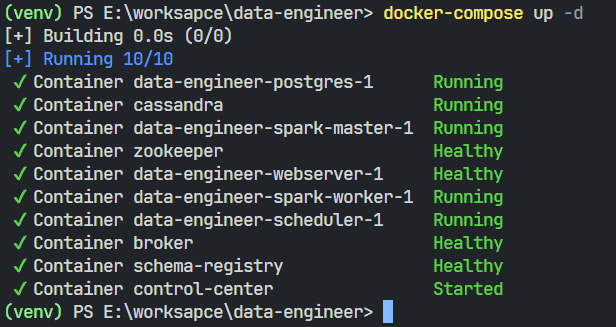 (venv) PS E:\worksapce\data-engineer> docker-compose up -d
[+] Building 0.0s (0/0)
[+] Running 10/10
✓ Container data-engineer-postgres-1 Running
✓ Container cassandra Running
✓ Container data-engineer-spark-master-1 Running
✓ Container zookeeper Healthy
✓ Container data-engineer-webserver-1 Healthy
✓ Container data-engineer-spark-worker-1 Running
✓ Container data-engineer-scheduler-1 Running
✓ Container broker Healthy
✓ Container schema-registry Healthy
✓ Container control-center Started
(venv) PS E:\worksapce\data-engineer>